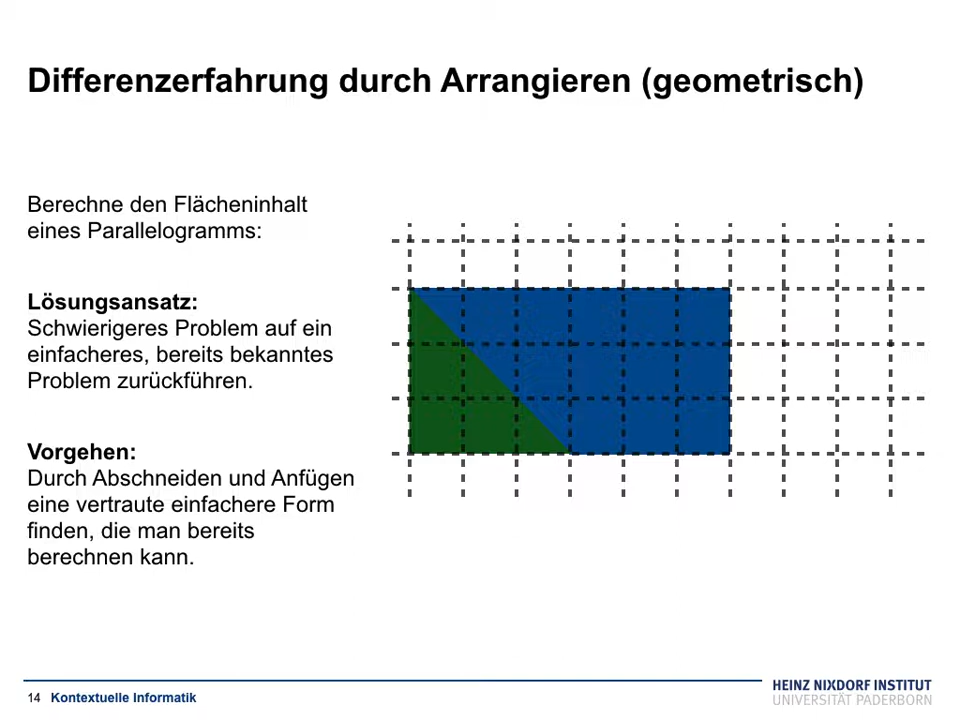 Differenzerfahrung durch Arrangieren (geometrisch)
Berechne den Flächeninhalt
eines Parallelogramms:
Lösungsansatz:
Schwierigeres Problem auf ein
einfacheres, bereits bekanntes
Problem zurückführen.
Vorgehen:
Durch Abschneiden und Anfügen
eine vertraute einfachere Form
finden, die man bereits
berechnen kann.
14 Kontextuelle Informatik
HEINZ NIXDORF INSTITUT
UNIVERSITÄT PADERBORN